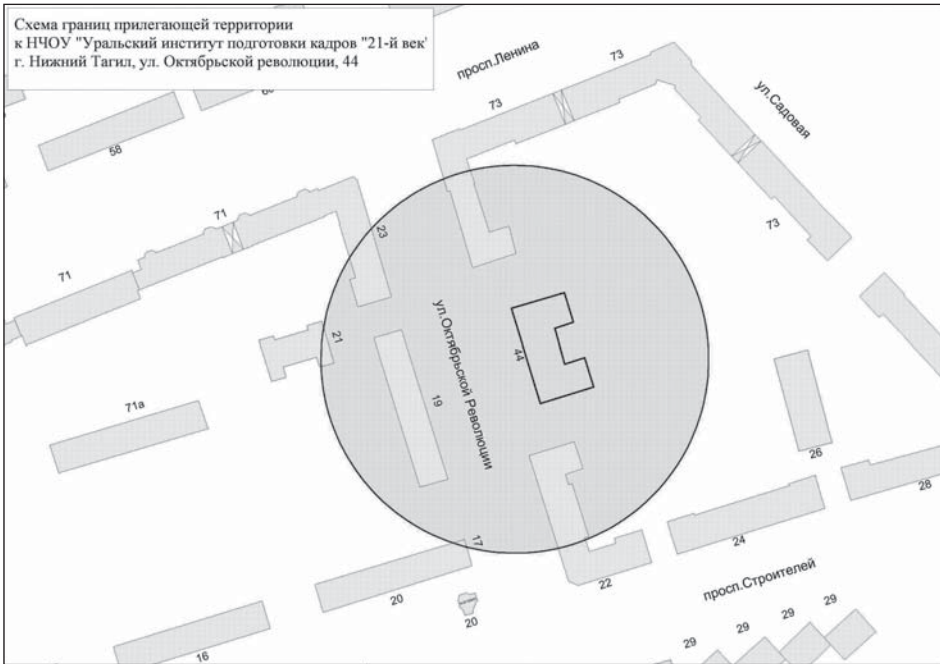 Схема границ прилегающей территории
к НЧОУ "Уральский институт подготовки кадров "21-й век"
г. Нижний Тагил, ул. Октябрьской революции, 44
просп.Ленина
73
73
ул.Садовая
58
71
23
73
71
21
ул.Октябрьской Революции
44
19
71а
26
28
17
24
22
просп.Строителей
20
20
29
29
29
29
16